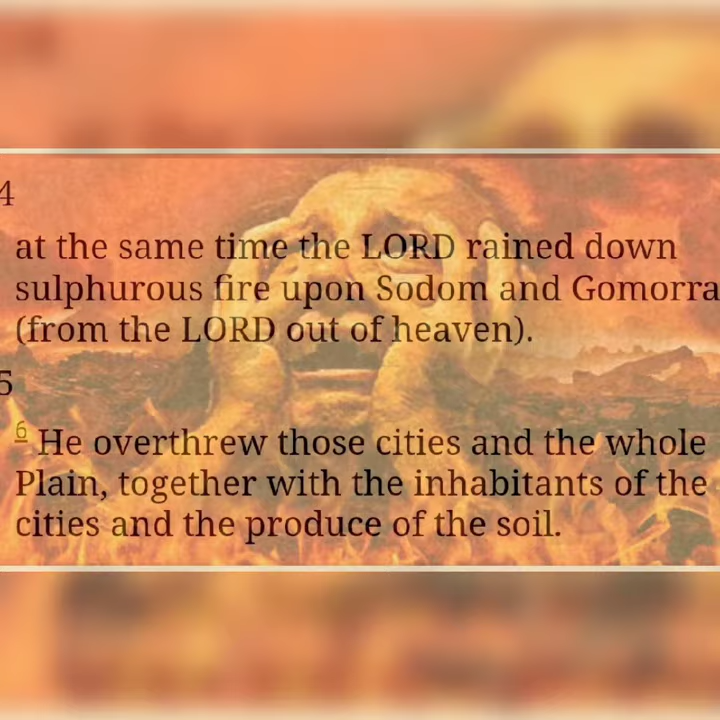 4
at the same time the LORD rained down
sulphurous fire upon Sodom and Gomorra
(from the LORD out of heaven).
5
6 He overthrew those cities and the whole
Plain, together with the inhabitants of the
cities and the produce of the soil.